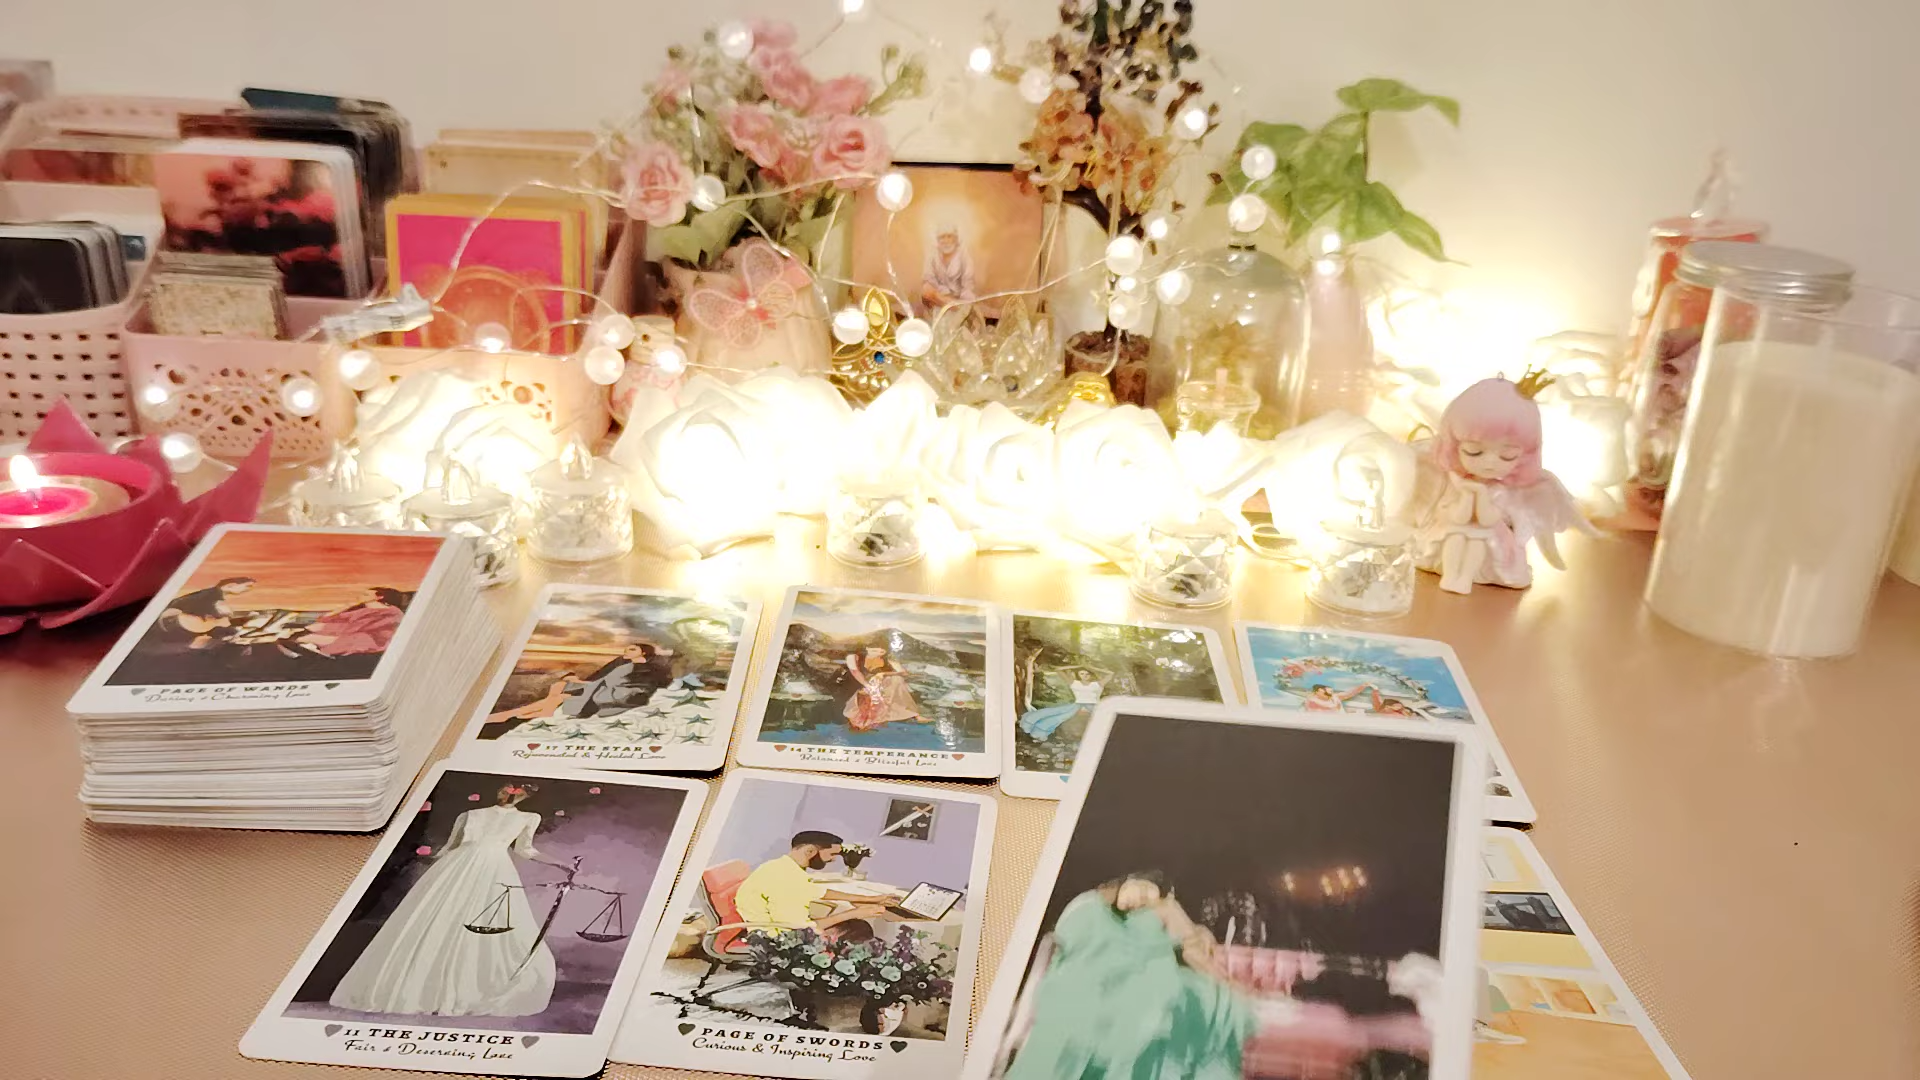 PAGE OF WANDS
Daring & Charming Love
17 THE STAR
Rejuvenated & Healed Love
14 THE TEMPERANCE
Balanced & Blissful Love
11 THE JUSTICE
Fair & Deserving Love
PAGE OF SWORDS
Curious & Inspiring Love